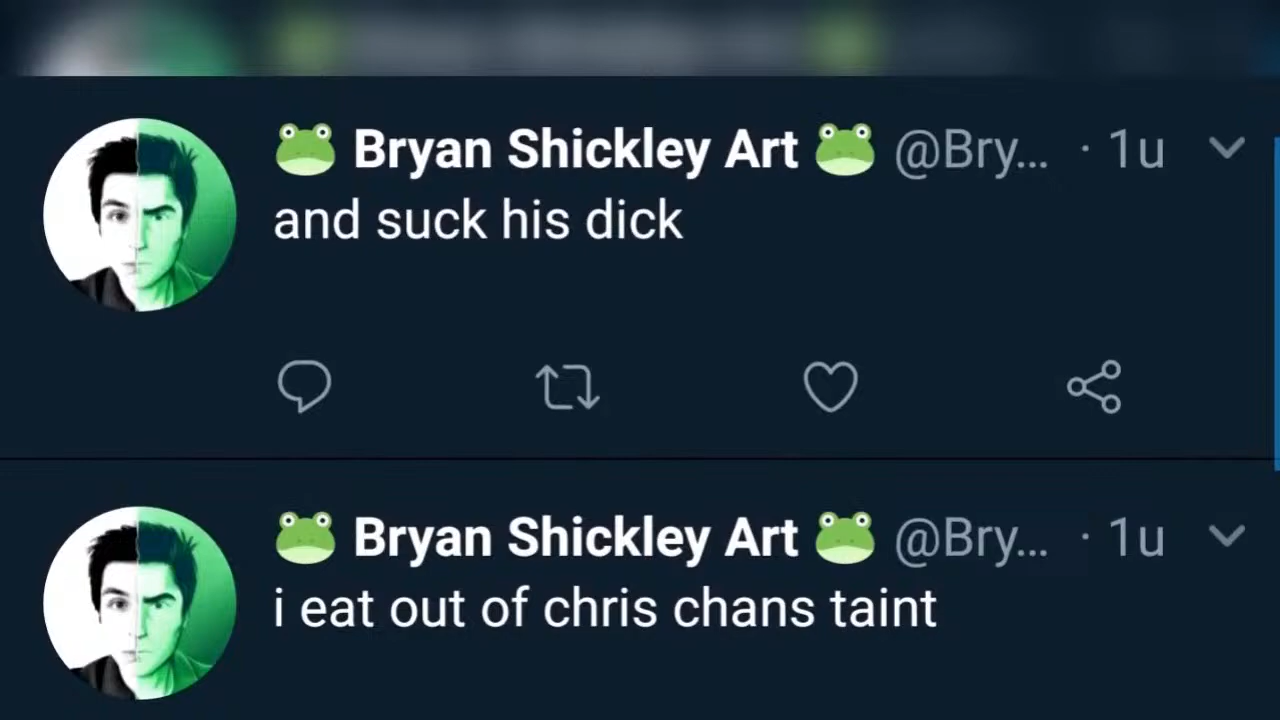 🐸 Bryan Shickley Art 🐸 @Bry... · 1u
and suck his dick
🐸 Bryan Shickley Art 🐸 @Bry... · 1u
i eat out of chris chans taint